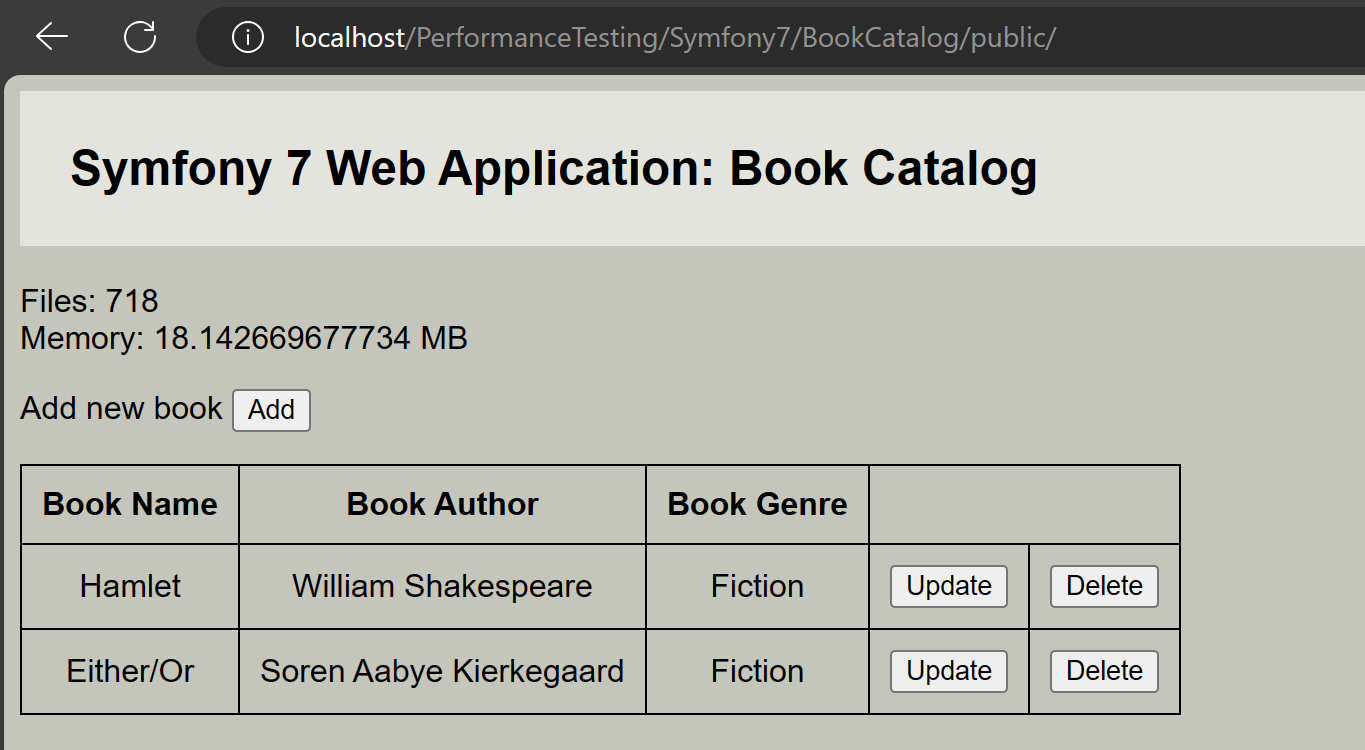 localhost/PerformanceTesting/Symfony7/BookCatalog/public/
Symfony 7 Web Application: Book Catalog
Files: 718
Memory: 18.142669677734 MB
Add new book Add
Book Name Book Author Book Genre
Hamlet William Shakespeare Fiction Update Delete
Either/Or Soren Aabye Kierkegaard Fiction Update Delete